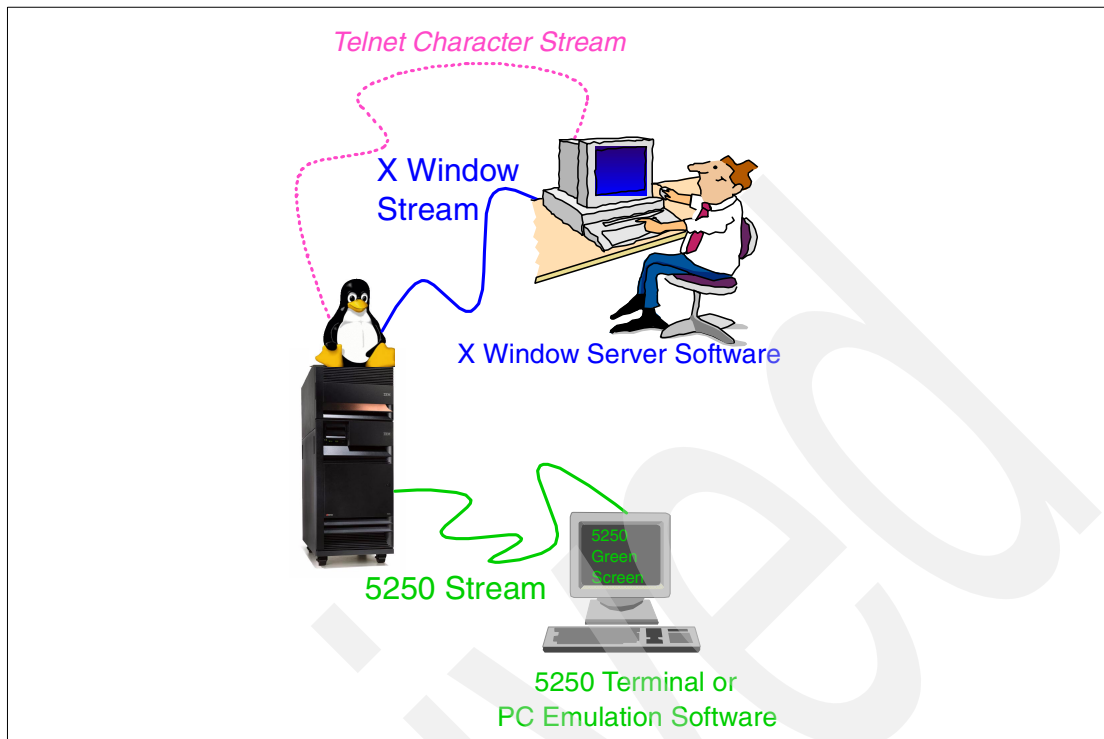 Telnet Character Stream
X Window
Stream
X Window Server Software
5250
Green
Screen
5250 Stream
5250 Terminal or
PC Emulation Software